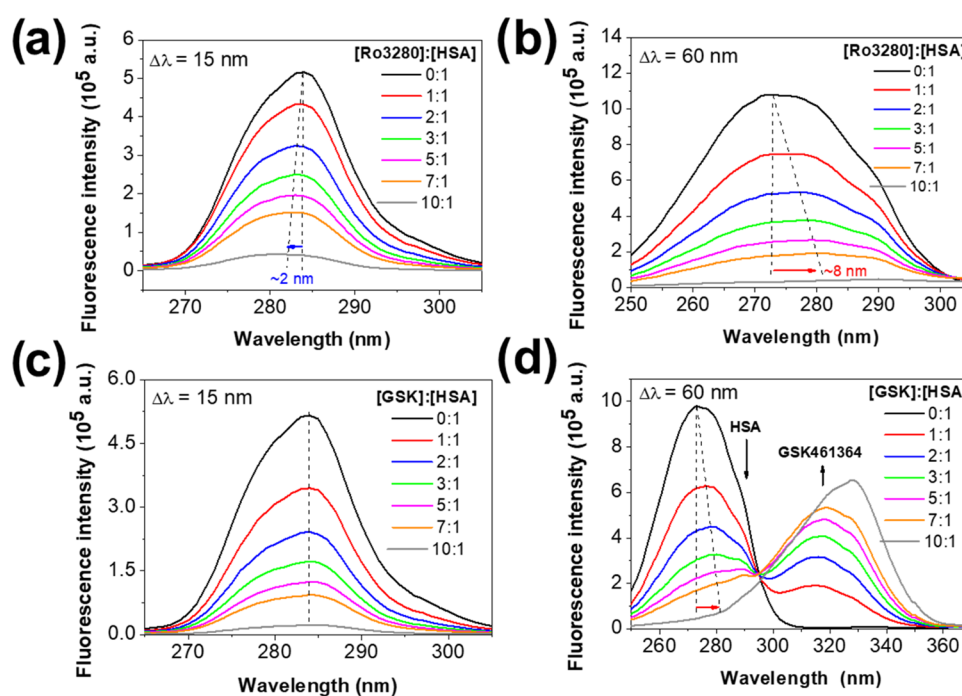 (a)
Fluorescence intensity (10⁵ a.u.)
6
5
4
3
2
1
0
Δλ = 15 nm
[Ro3280]:[HSA]
0:1
1:1
2:1
3:1
5:1
7:1
10:1
~2 nm
270 280 290 300
Wavelength (nm)
(b)
Fluorescence intensity (10⁵ a.u.)
12
10
8
6
4
2
0
Δλ = 60 nm
[Ro3280]:[HSA]
0:1
1:1
2:1
3:1
5:1
7:1
10:1
~8 nm
250 260 270 280 290 300
Wavelength (nm)
(c)
Fluorescence intensity (10⁵ a.u.)
6.0
4.5
3.0
1.5
0.0
Δλ = 15 nm
[GSK]:[HSA]
0:1
1:1
2:1
3:1
5:1
7:1
10:1
270 280 290 300
Wavelength (nm)
(d)
Fluorescence intensity (10⁵ a.u.)
10
8
6
4
2
0
Δλ = 60 nm
[GSK]:[HSA
0:1
1:1
2:1
3:1
5:1
7:1
10:1
HSA
GSK461364
260 280 300 320 340 360
Wavelength (nm)